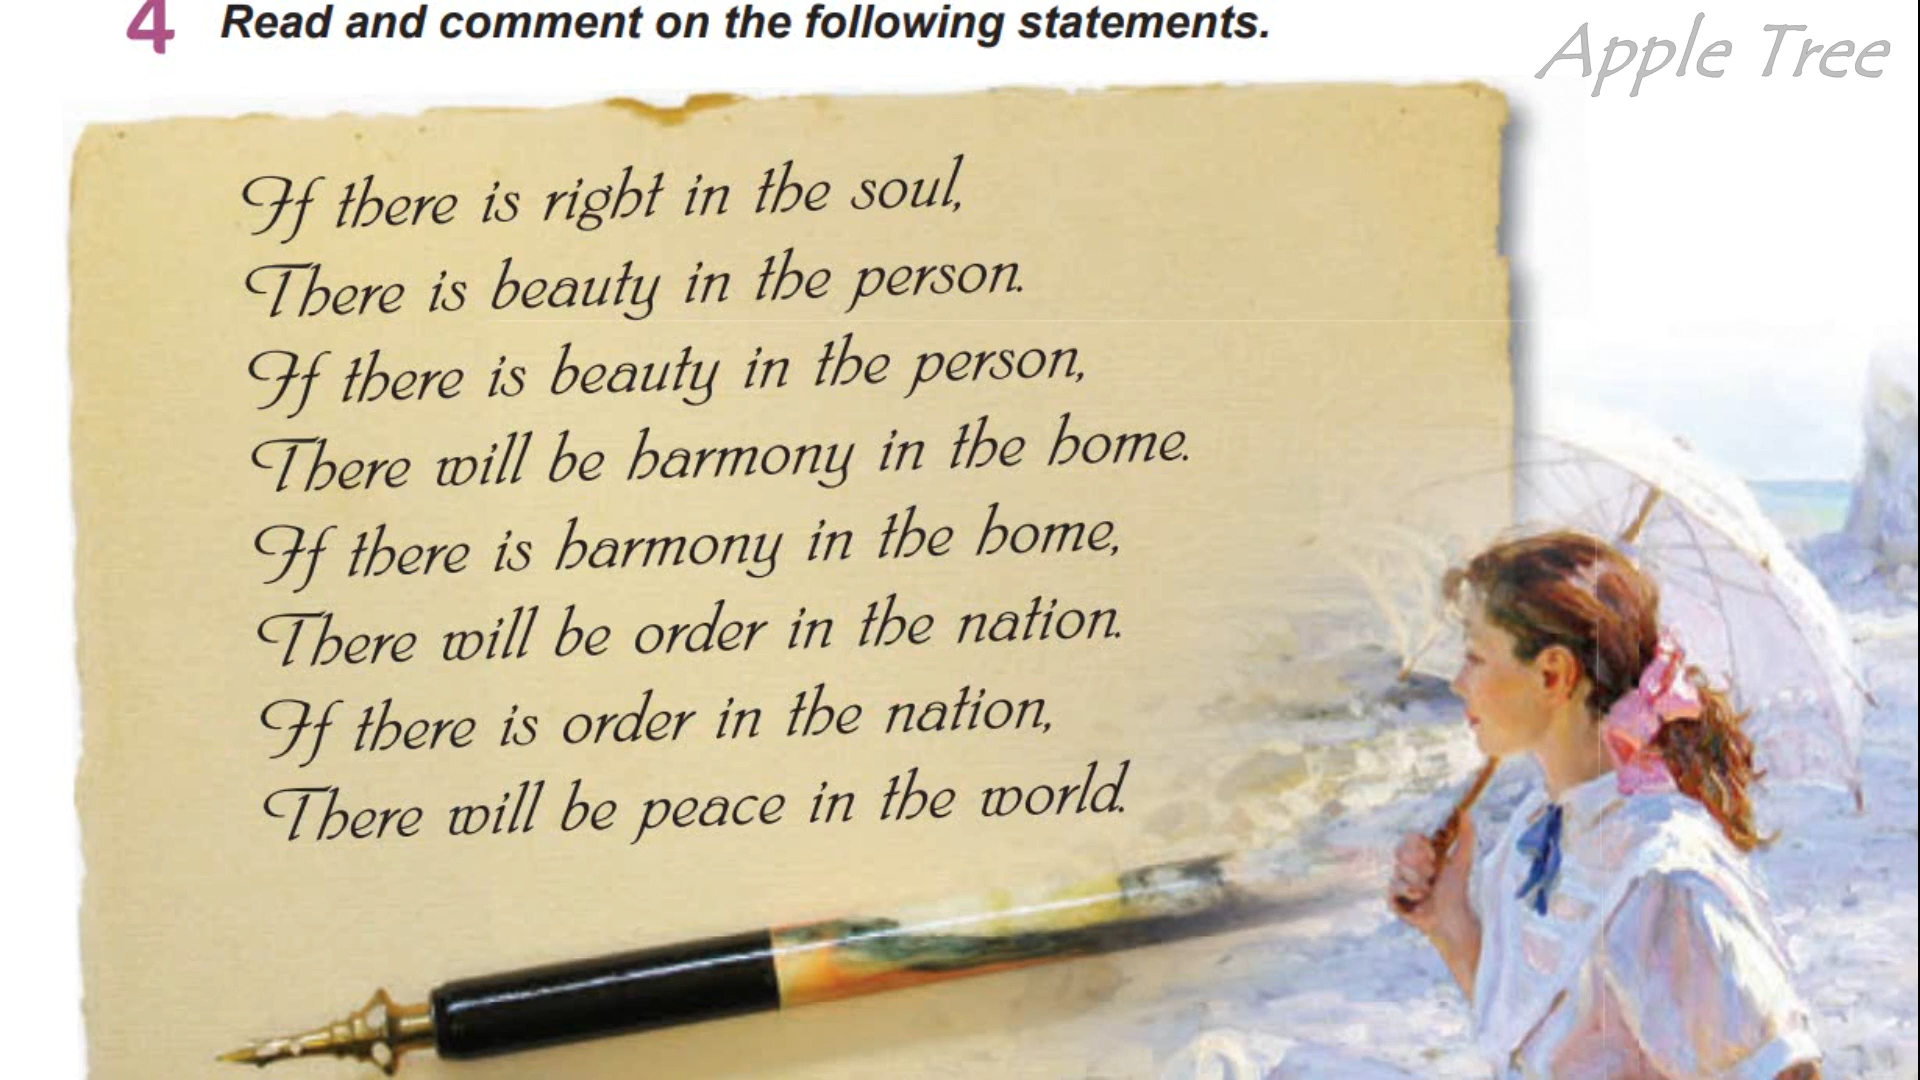 4 Read and comment on the following statements.
Apple Tree
If there is right in the soul,
There is beauty in the person.
If there is beauty in the person,
There will be harmony in the home.
If there is harmony in the home,
There will be order in the nation.
If there is order in the nation,
There will be peace in the world.